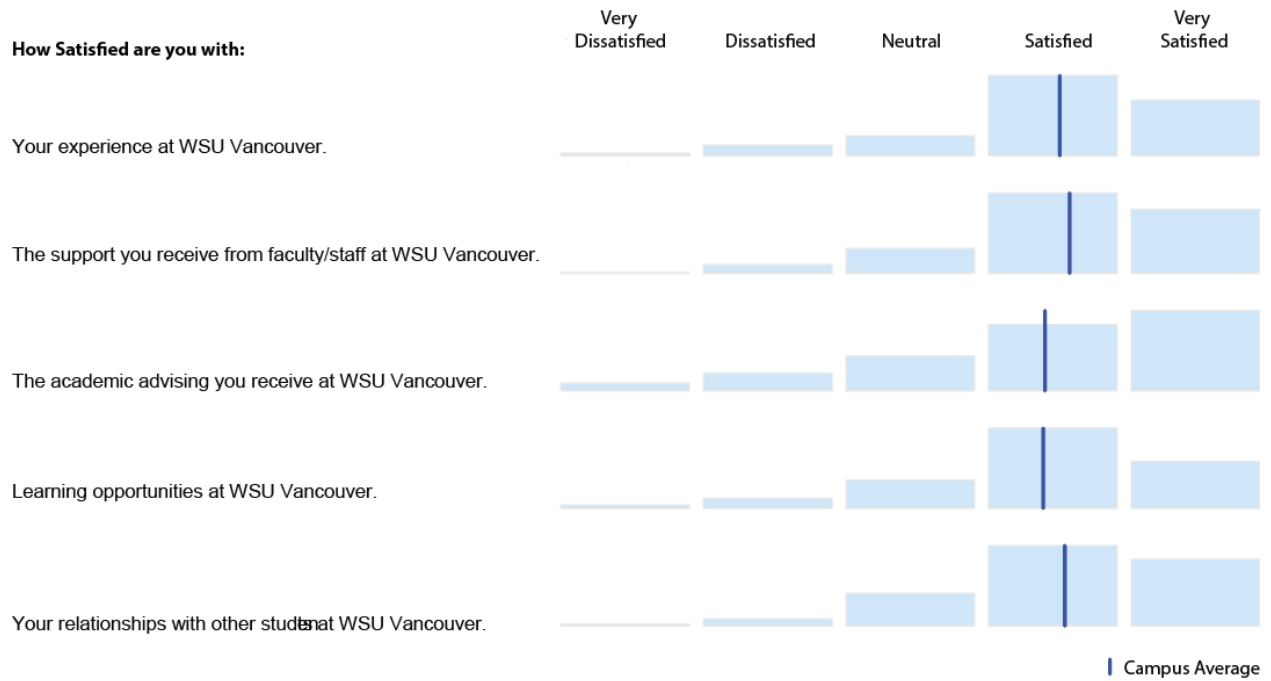 How Satisfied are you with:
Very Dissatisfied
Dissatisfied
Neutral
Satisfied
Very Satisfied
Your experience at WSU Vancouver.
The support you receive from faculty/staff at WSU Vancouver.
The academic advising you receive at WSU Vancouver.
Learning opportunities at WSU Vancouver.
Your relationships with other at WSU Vancouver.
Campus Average